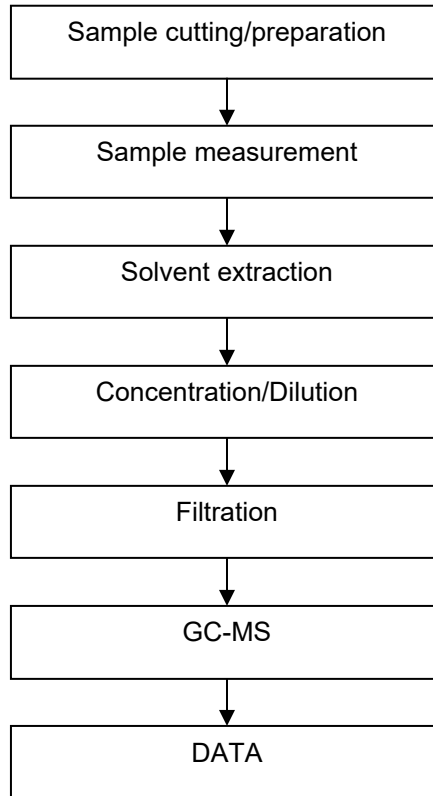 Sample cutting/preparation
Sample measurement
Solvent extraction
Concentration/Dilution
Filtration
GC-MS
DATA